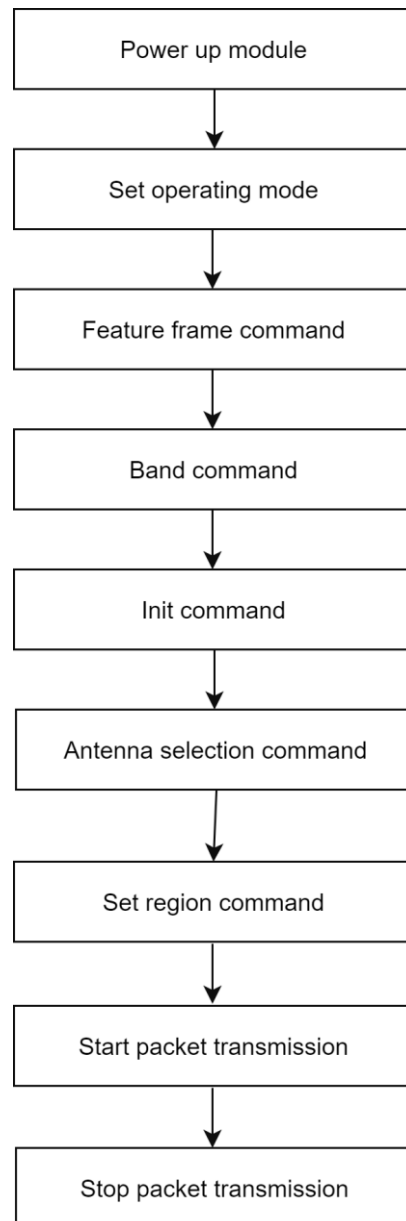 Power up module
Set operating mode
Feature frame command
Band command
Init command
Antenna selection command
Set region command
Start packet transmission
Stop packet transmission